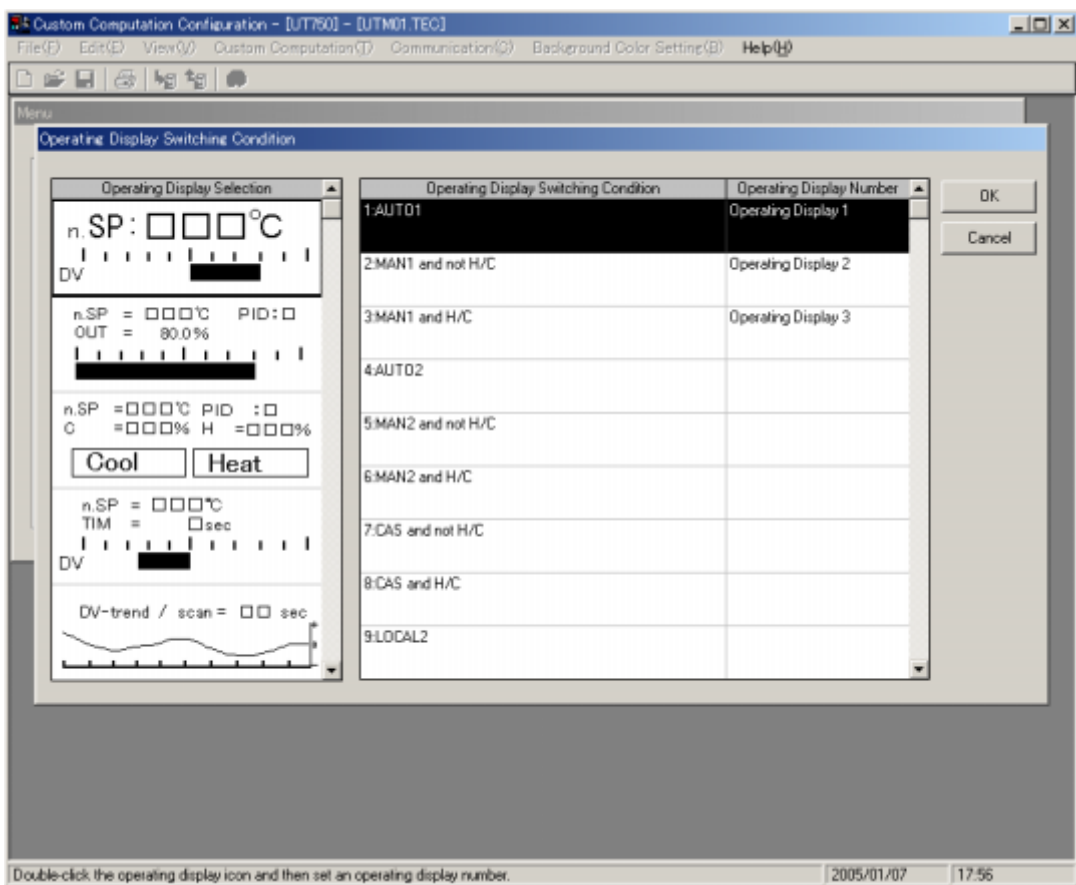 Custom Computation Configuration - [UT750] - [UTM01.TEC]
File(F) Edit(E) View(V) Custom Computation(T) Communication(C) Background Color Setting(B) Help(H)
Menu
Operating Display Switching Condition
Operating Display Selection
n.SP:□□□℃
DV
n.SP = □□□℃ PID:□
OUT = 80.0%
n.SP =□□□℃ PID :□
C =□□□% H =□□□%
Cool Heat
n.SP = □□□℃
TIM = □sec
DV
DV-trend / scan= □□ sec
Operating Display Switching Condition Operating Display Number
1:AUTO1 Operating Display 1
2:MAN1 and not H/C Operating Display 2
3:MAN1 and H/C Operating Display 3
4:AUTO2
5:MAN2 and not H/C
6:MAN2 and H/C
7:CAS and not H/C
8:CAS and H/C
9:LOCAL2
OK
Cancel
Double-click the operating display icon and then set an operating display number. 2005/01/07 17:56